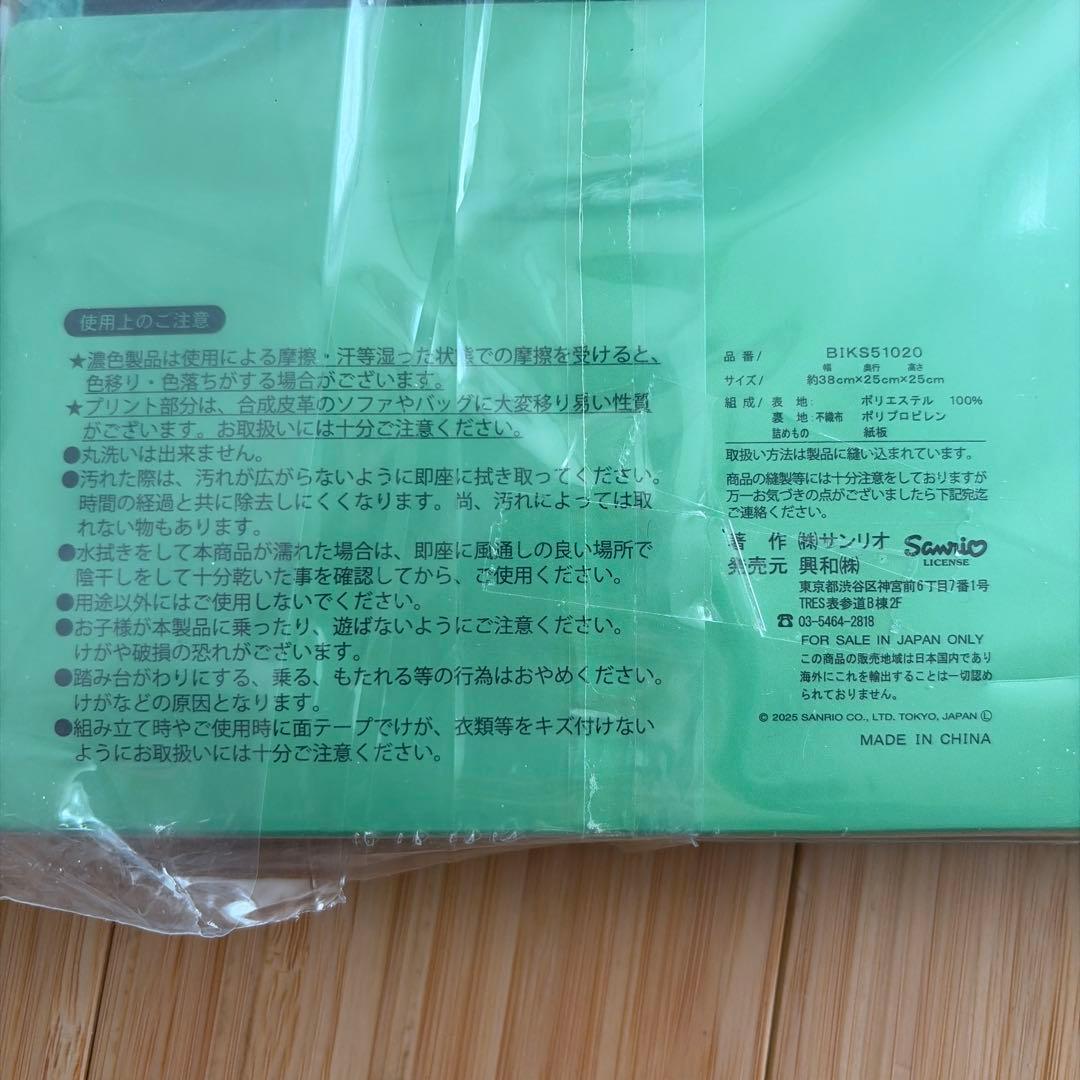 使用上のご注意
★濃色製品は使用による摩擦・汗等湿った状態での摩擦を受けると、
色移り・色落ちがする場合がございます。
★プリント部分は、合成皮革のソファやバッグに大変移り易い性質
がございます。お取扱いには十分ご注意ください。
●丸洗いは出来ません。
●汚れた際は、汚れが広がらないように即座に拭き取ってください。
時間の経過と共に除去しにくくなります。尚、汚れによっては取
れない物もあります。
●水拭きをして本商品が濡れた場合は、即座に風通しの良い場所で
陰干しをして十分乾いた事を確認してから、ご使用ください。
●用途以外にはご使用しないでください。
●お子様が本製品に乗ったり、遊ばないようにご注意ください。
けがや破損の恐れがございます。
●踏み台がわりにする、乗る、もたれる等の行為はおやめください。
けがなどの原因となります。
●組み立て時やご使用時に面テープでけが、衣類等をキズ付けない
ようにお取扱いには十分ご注意ください。
品番/ BIKS51020
幅 奥行 高さ
サイズ/ 約38cm×25cm×25cm
組成/表地: ポリエステル 100%
裏地:不織布 ポリプロピレン
詰めもの 紙板
取扱い方法は製品に縫い込まれています。
商品の縫製等には十分注意をしておりますが
万一お気づきの点がございましたら下記宛迄
ご連絡ください。
著作 ㈱サンリオ Sanrio LICENSE
発売元 興和㈱
東京都渋谷区神宮前6丁目7番1号
TRES表参道B棟2F
☎ 03-5464-2818
FOR SALE IN JAPAN ONLY
この商品の販売地域は日本国内であり
海外にこれを輸出することは一切認め
られておりません。
© 2025 SANRIO CO., LTD. TOKYO, JAPAN Ⓛ
MADE IN CHINA